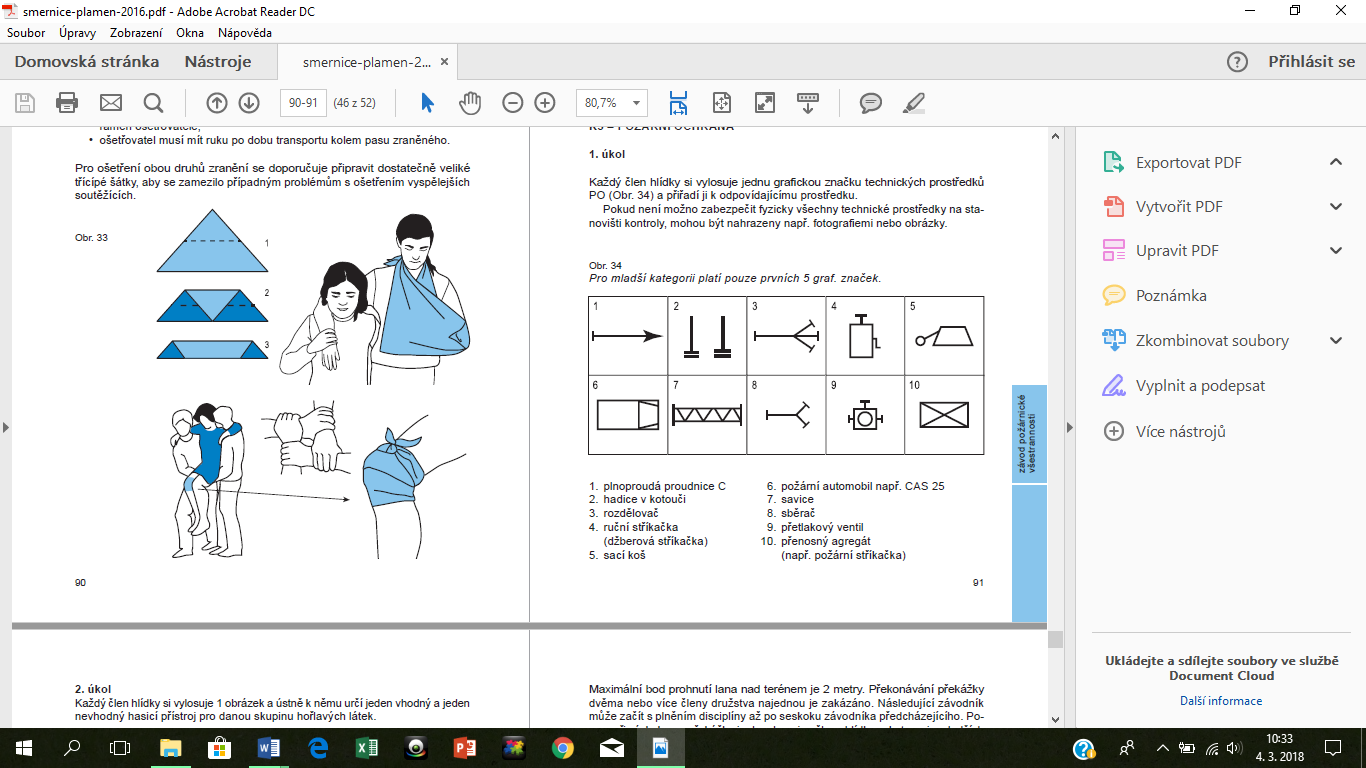 smernice-plamen-2016.pdf - Adobe Acrobat Reader DC
Soubor Úpravy Zobrazení Okna Nápověda
Domovská stránka Nástroje smernice-plamen-2... × Přihlásit se
90-91 (46 z 52) 80,7%
ramen ošetřovatele,
• ošetřovatel musí mít ruku po dobu transportu kolem pasu zraněného.
Pro ošetření obou druhů zranění se doporučuje připravit dostatečně veliké
třícípé šátky, aby se zamezilo případným problémům s ošetřením vyspělejších
soutěžících.
Obr. 33
1
2
3
90
K5 – POŽÁRNÍ OCHRANA
1. úkol
Každý člen hlídky si vylosuje jednu grafickou značku technických prostředků
PO (Obr. 34) a přiřadí ji k odpovídajícímu prostředku.
Pokud není možno zabezpečit fyzicky všechny technické prostředky na sta-
novišti kontroly, mohou být nahrazeny např. fotografiemi nebo obrázky.
Obr. 34
Pro mladší kategorii platí pouze prvních 5 graf. značek.
1 2 3 4 5
6 7 8 9 10
1. plnoproudá proudnice C
2. hadice v kotouči
3. rozdělovač
4. ruční stříkačka
(džberová stříkačka)
5. sací koš
6. požární automobil např. CAS 25
7. savice
8. sběrač
9. přetlakový ventil
10. přenosný agregát
(např. požární stříkačka)
91
závod požárnické
všestrannosti
2. úkol
Každý člen hlídky si vylosuje 1 obrázek a ústně k němu určí jeden vhodný a jeden
nevhodný hasicí přístroj pro danou skupinu hořlavých látek.
Maximální bod prohnutí lana nad terénem je 2 metry. Překonávání překážky
dvěma nebo více členy družstva najednou je zakázáno. Následující závodník
může začít s plněním disciplíny až po seskoku závodníka předcházejícího. Po-
Exportovat PDF
Vytvořit PDF
Upravit PDF
Poznámka
Zkombinovat soubory
Vyplnit a podepsat
Více nástrojů
Ukládejte a sdílejte soubory ve službě
Document Cloud
Další informace
10:33
4. 3. 2018